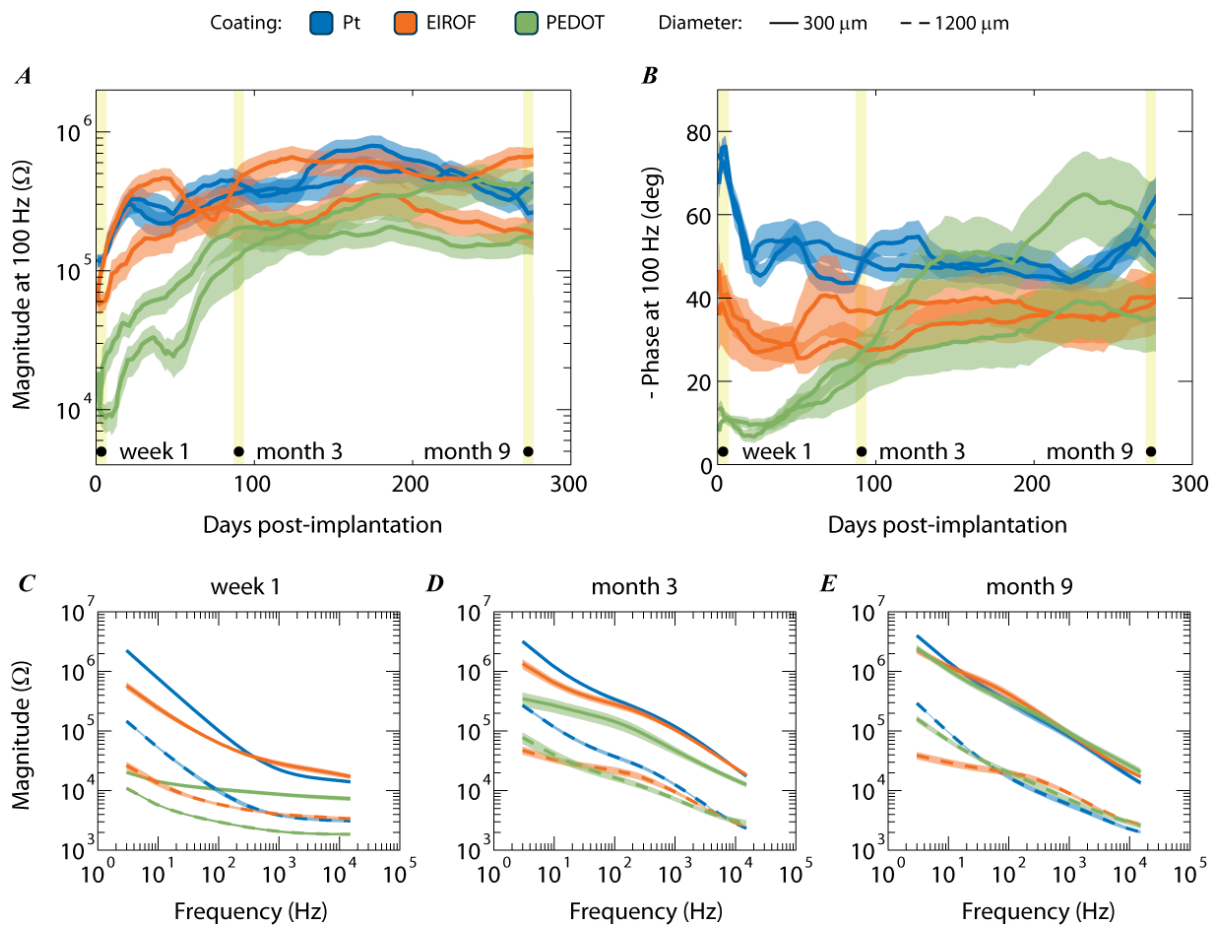 Coating: Pt EIROF PEDOT Diameter: 300 μm 1200 μm
A
B
Magnitude at 100 Hz (Ω)
10^6
10^5
10^4
week 1 month 3 month 9
0 100 200 300
Days post-implantation
- Phase at 100 Hz (deg)
80
60
40
20
0
week 1 month 3 month 9
0 100 200 300
Days post-implantation
C week 1
D month 3
E month 9
Magnitude (Ω)
10^7
10^6
10^5
10^4
10^3
10^0 10^1 10^2 10^3 10^4 10^5
Frequency (Hz)
10^7
10^6
10^5
10^4
10^3
10^0 10^1 10^2 10^3 10^4 10^5
Frequency (Hz)
10^7
10^6
10^5
10^4
10^3
10^0 10^1 10^2 10^3 10^4 10^5
Frequency (Hz)